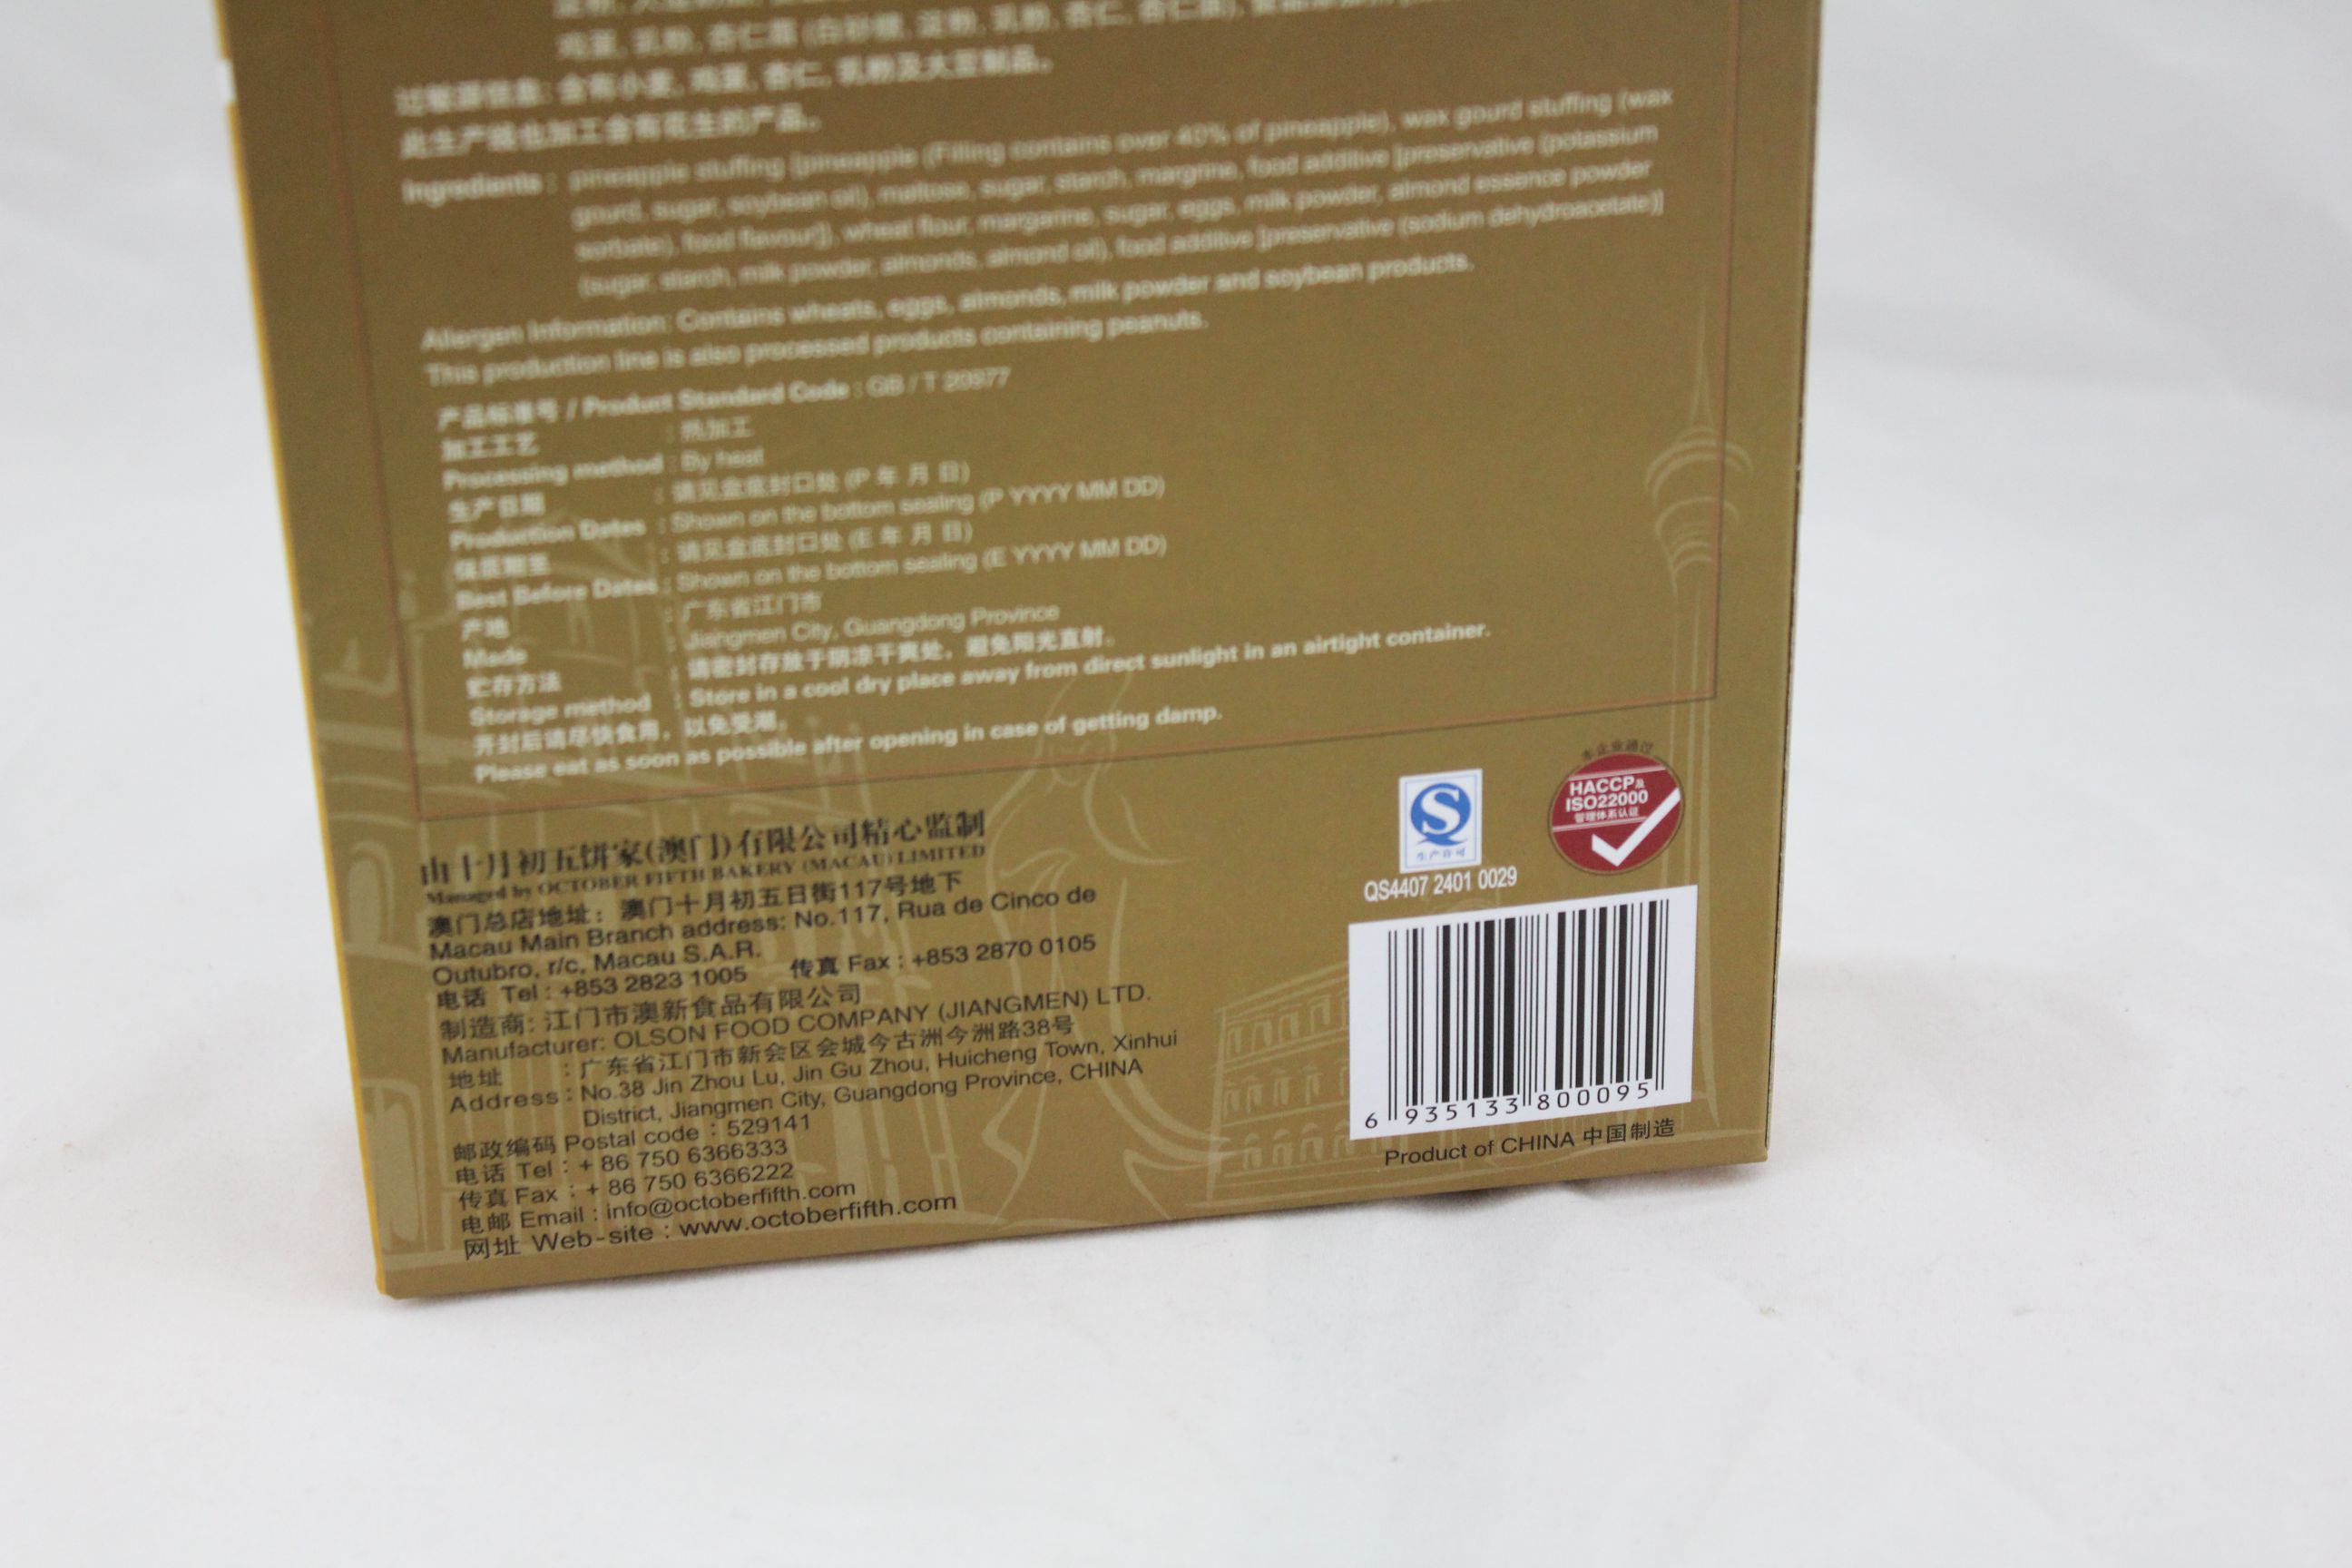 鸡蛋, 乳粉, 杏仁霜 (白砂糖, 淀粉, 乳粉, 杏仁, 杏仁油),
过敏源信息: 含有小麦, 鸡蛋, 杏仁, 乳粉及大豆制品。
此生产线也加工含有花生的产品。
Ingredients : pineapple stuffing [pineapple (Filling contains over 40% of pineapple), wax gourd stuffing (wax
gourd, sugar, soybean oil), maltose, sugar, starch, margrine, food additive [preservative (potassium
sorbate), food flavour]], wheat flour, margarine, sugar, eggs, milk powder, almond essence powder
(sugar, starch, milk powder, almonds, almond oil), food additive [preservative (sodium dehydroacetate)]
Allergen Information: Contains wheats, eggs, almonds, milk powder and soybean products.
This production line is also processed products containing peanuts.
产品标准号 / Product Standard Code : GB / T 20977
加工工艺 : 热加工
Processing method : By heat
生产日期 : 请见盒底封口处 (P 年 月 日)
Production Dates : Shown on the bottom sealing (P YYYY MM DD)
保质期至 : 请见盒底封口处 (E 年 月 日)
Best Before Dates : Shown on the bottom sealing (E YYYY MM DD)
产地 : 广东省江门市
Made : Jiangmen City, Guangdong Province
贮存方法 : 请密封存放于阴凉干爽处，避免阳光直射。
Storage method : Store in a cool dry place away from direct sunlight in an airtight container.
开封后请尽快食用，以免受潮。
Please eat as soon as possible after opening in case of getting damp.
由十月初五饼家(澳门)有限公司精心监制
Managed by OCTOBER FIFTH BAKERY (MACAU) LIMITED
澳门总店地址：澳门十月初五日街117号地下
Macau Main Branch address: No.117, Rua de Cinco de
Outubro, r/c, Macau S.A.R.
电话 Tel : +853 2823 1005 传真 Fax : +853 2870 0105
制造商: 江门市澳新食品有限公司
Manufacturer: OLSON FOOD COMPANY (JIANGMEN) LTD.
地址 : 广东省江门市新会区会城今古洲今洲路38号
Address : No.38 Jin Zhou Lu, Jin Gu Zhou, Huicheng Town, Xinhui
District, Jiangmen City, Guangdong Province, CHINA
邮政编码 Postal code : 529141
电话 Tel : + 86 750 6366333
传真 Fax : + 86 750 6366222
电邮 Email : info@octoberfifth.com
网址 Web-site : www.octoberfifth.com
生产许可
QS4407 2401 0029
本企业通过
HACCP&
ISO22000
管理体系认证
6 935133 800095
Product of CHINA 中国制造